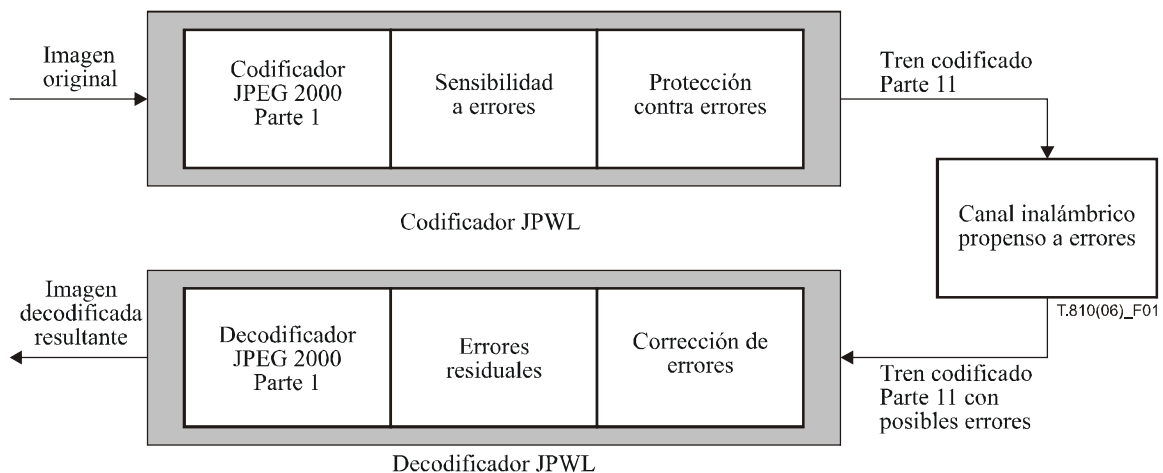 Imagen
original
Codificador
JPEG 2000
Parte 1
Sensibilidad
a errores
Protección
contra errores
Tren codificado
Parte 11
Codificador JPWL
Canal inalámbrico
propenso a errores
T.810(06)_F01
Imagen
decodificada
resultante
Decodificador
JPEG 2000
Parte 1
Errores
residuales
Corrección de
errores
Tren codificado
Parte 11 con
posibles errores
Decodificador JPWL